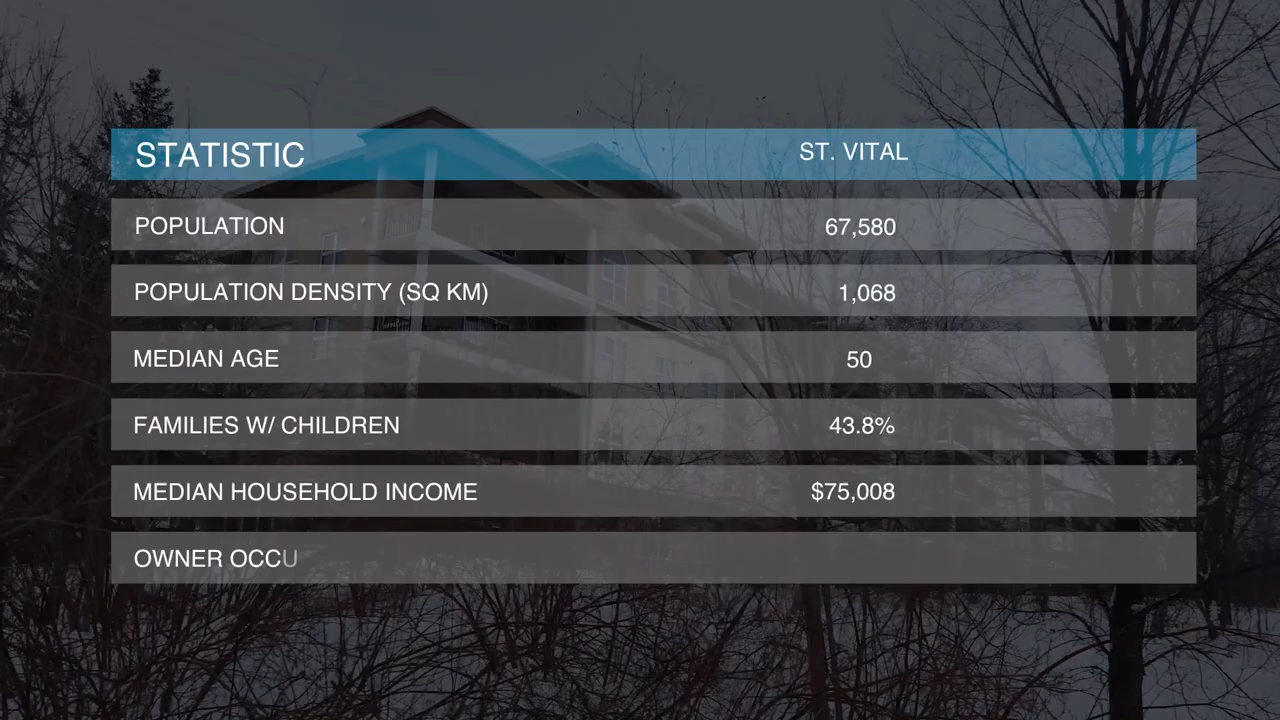 STATISTIC ST. VITAL
POPULATION 67,580
POPULATION DENSITY (SQ KM) 1,068
MEDIAN AGE 50
FAMILIES W/ CHILDREN 43.8%
MEDIAN HOUSEHOLD INCOME $75,008
OWNER OCCU